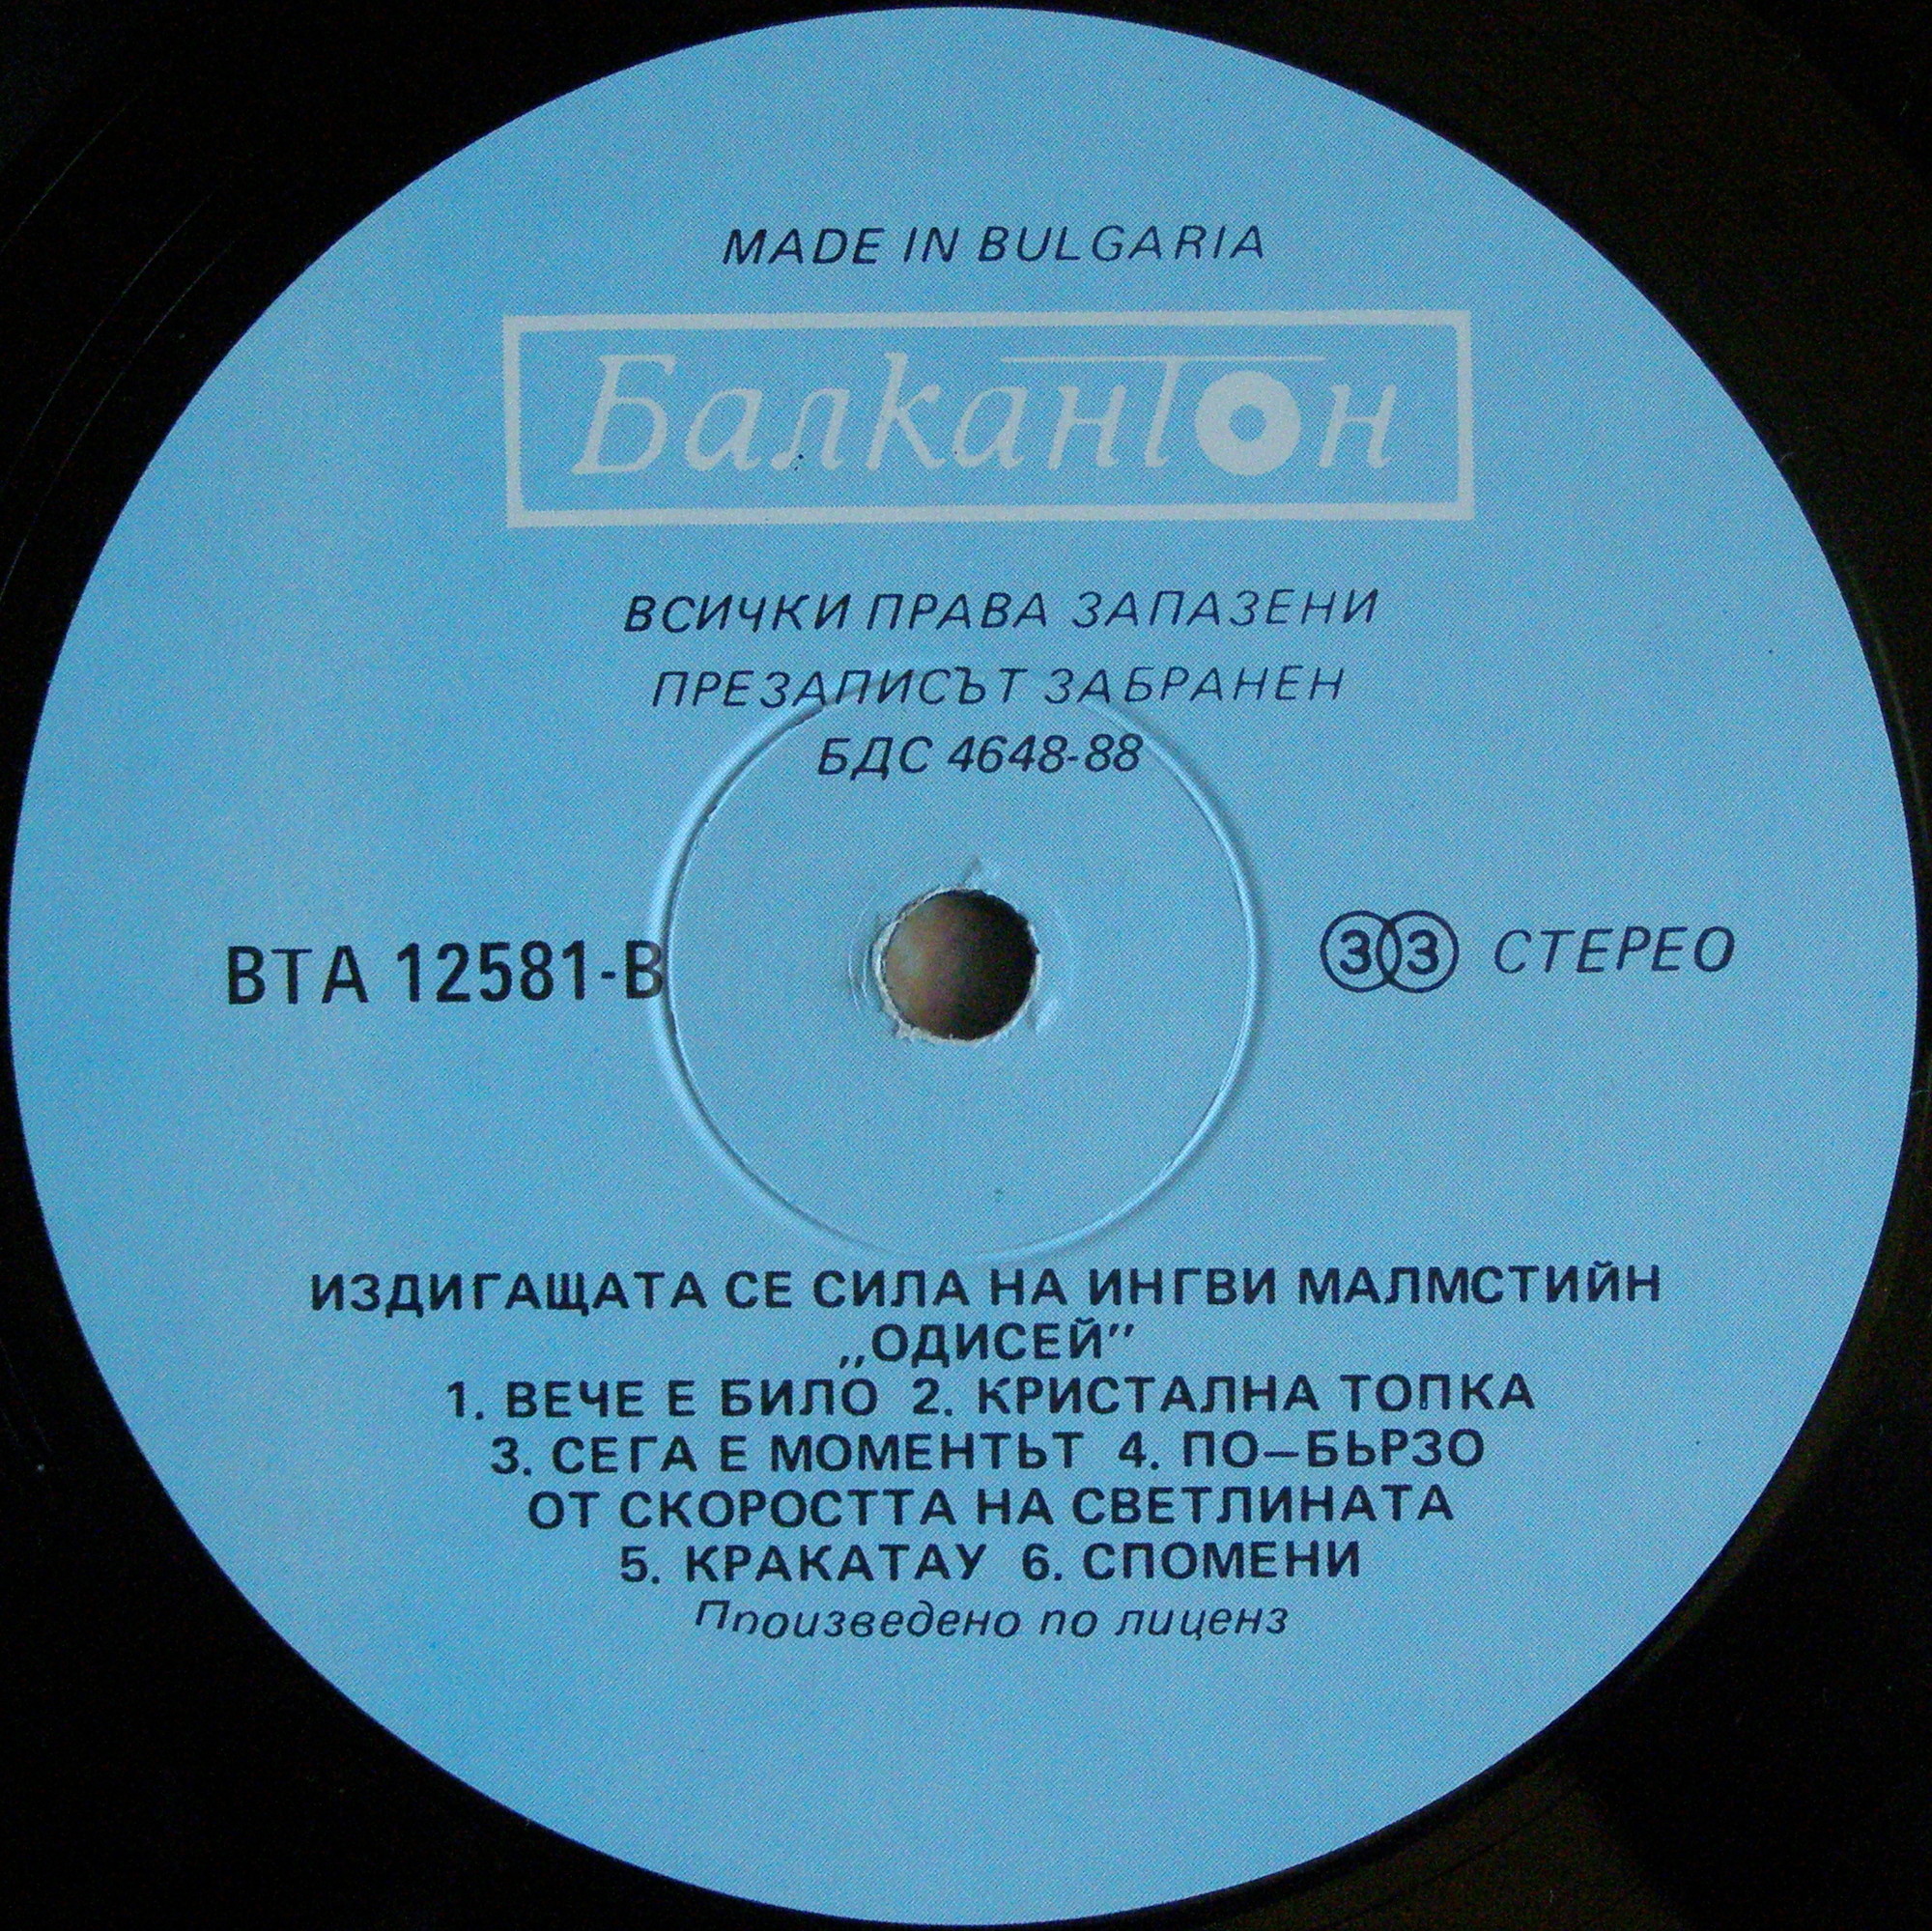 MADE IN BULGARIA
Балкантон
ВСИЧКИ ПРАВА ЗАПАЗЕНИ
ПРЕЗАПИСЪТ ЗАБРАНЕН
БДС 4648-88
ВТА 12581-В
33 СТЕРЕО
ИЗДИГАЩАТА СЕ СИЛА НА ИНГВИ МАЛМСТИЙН
„ОДИСЕЙ”
1. ВЕЧЕ Е БИЛО 2. КРИСТАЛНА ТОПКА
3. СЕГА Е МОМЕНТЬТ 4. ПО–БЬРЗО
ОТ СКОРОСТТА НА СВЕТЛИНАТА
5. КРАКАТАУ 6. СПОМЕНИ
Произведено по лиценз